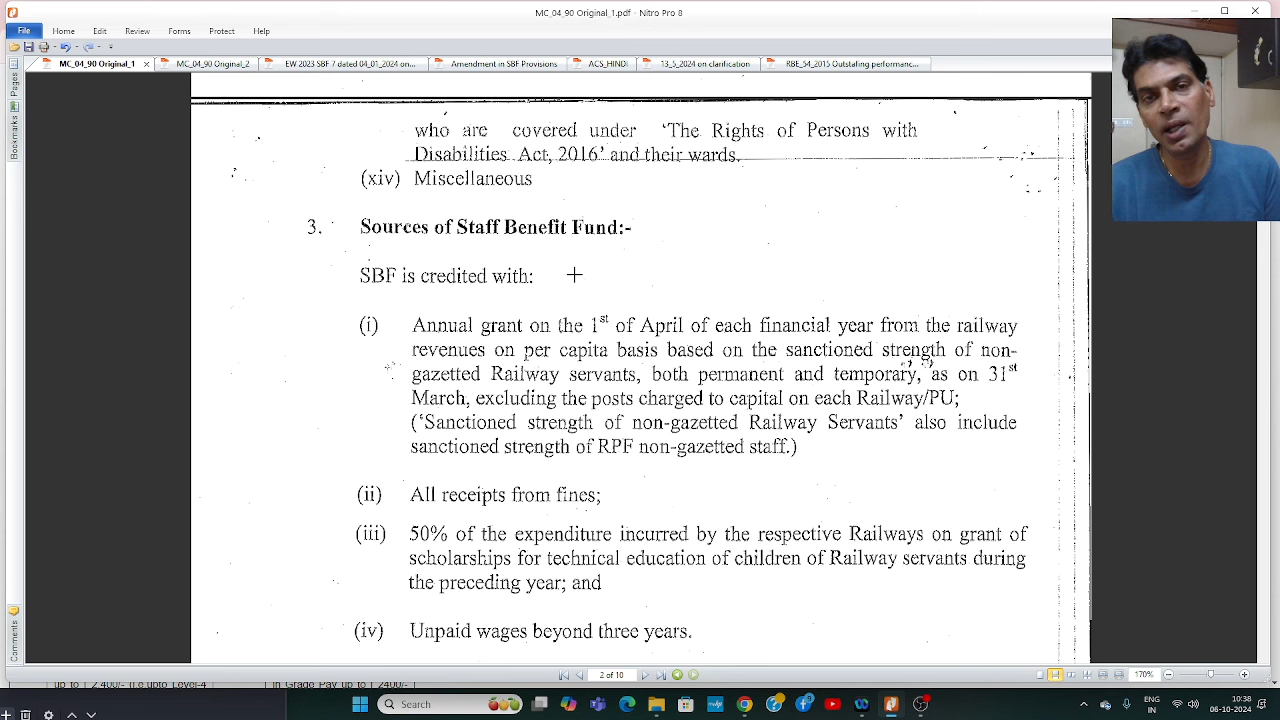 MC_04_90 Original_1.pdf - Nitro Pro 8
File Home Edit Review Forms Protect Help
MC_04_90 Original_1 MC_04_90 Original_2 EW 2023 SBF 7 dated 04_01_2024 on... Amendment in SBF Provisi... ACS_HINDI 13_5_2024 on clarification RBE_54_2015 Outstafing performanc...
Pages
Bookmarks
who are covered under ‘The Rights of Persons with
Disabilities Act, 2016’ and their wards.
(xiv) Miscellaneous
3. Sources of Staff Benefit Fund:-
SBF is credited with:
(i) Annual grant on the 1st of April of each financial year from the railway
revenues on per capita basis based on the sanctioned strength of non-
gazetted Railway servants, both permanent and temporary, as on 31st
March, excluding the posts charged to capital on each Railway/PU;
(‘Sanctioned strength of non-gazetted Railway Servants’ also include
sanctioned strength of RPF non-gazetted staff.)
(ii) All receipts from fines;
(iii) 50% of the expenditure incurred by the respective Railways on grant of
scholarships for technical education of children of Railway servants during
the preceding year; and
(iv) Unpaid wages beyond three years.
Comments
2 of 10 170%
Search
ENG
IN
10:38
06-10-2024